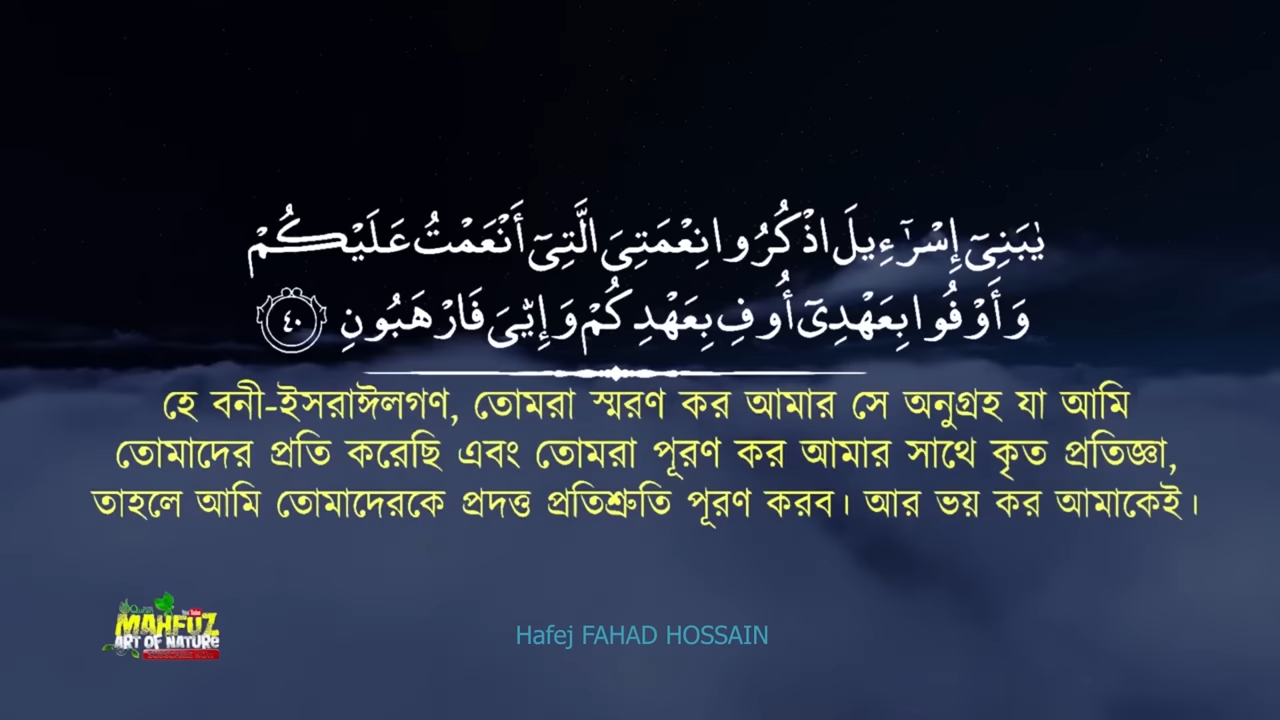 يٰبَنِىٓ إِسْرَٰٓءِيلَ اذْكُرُوا نِعْمَتِىَ الَّتِىٓ أَنْعَمْتُ عَلَيْكُمْ
وَأَوْفُوا بِعَهْدِىٓ أُوفِ بِعَهْدِكُمْ وَإِيّٰىَ فَارْهَبُونِ ٤٠
হে বনী-ইসরাঈলগণ, তোমরা স্মরণ কর আমার সে অনুগ্রহ যা আমি
তোমাদের প্রতি করেছি এবং তোমরা পূরণ কর আমার সাথে কৃত প্রতিজ্ঞা,
তাহলে আমি তোমাদেরকে প্রদত্ত প্রতিশ্রুতি পূরণ করব। আর ভয় কর আমাকেই।
You Tube
MAHFUZ
ART OF NATURE
Hafej FAHAD HOSSAIN